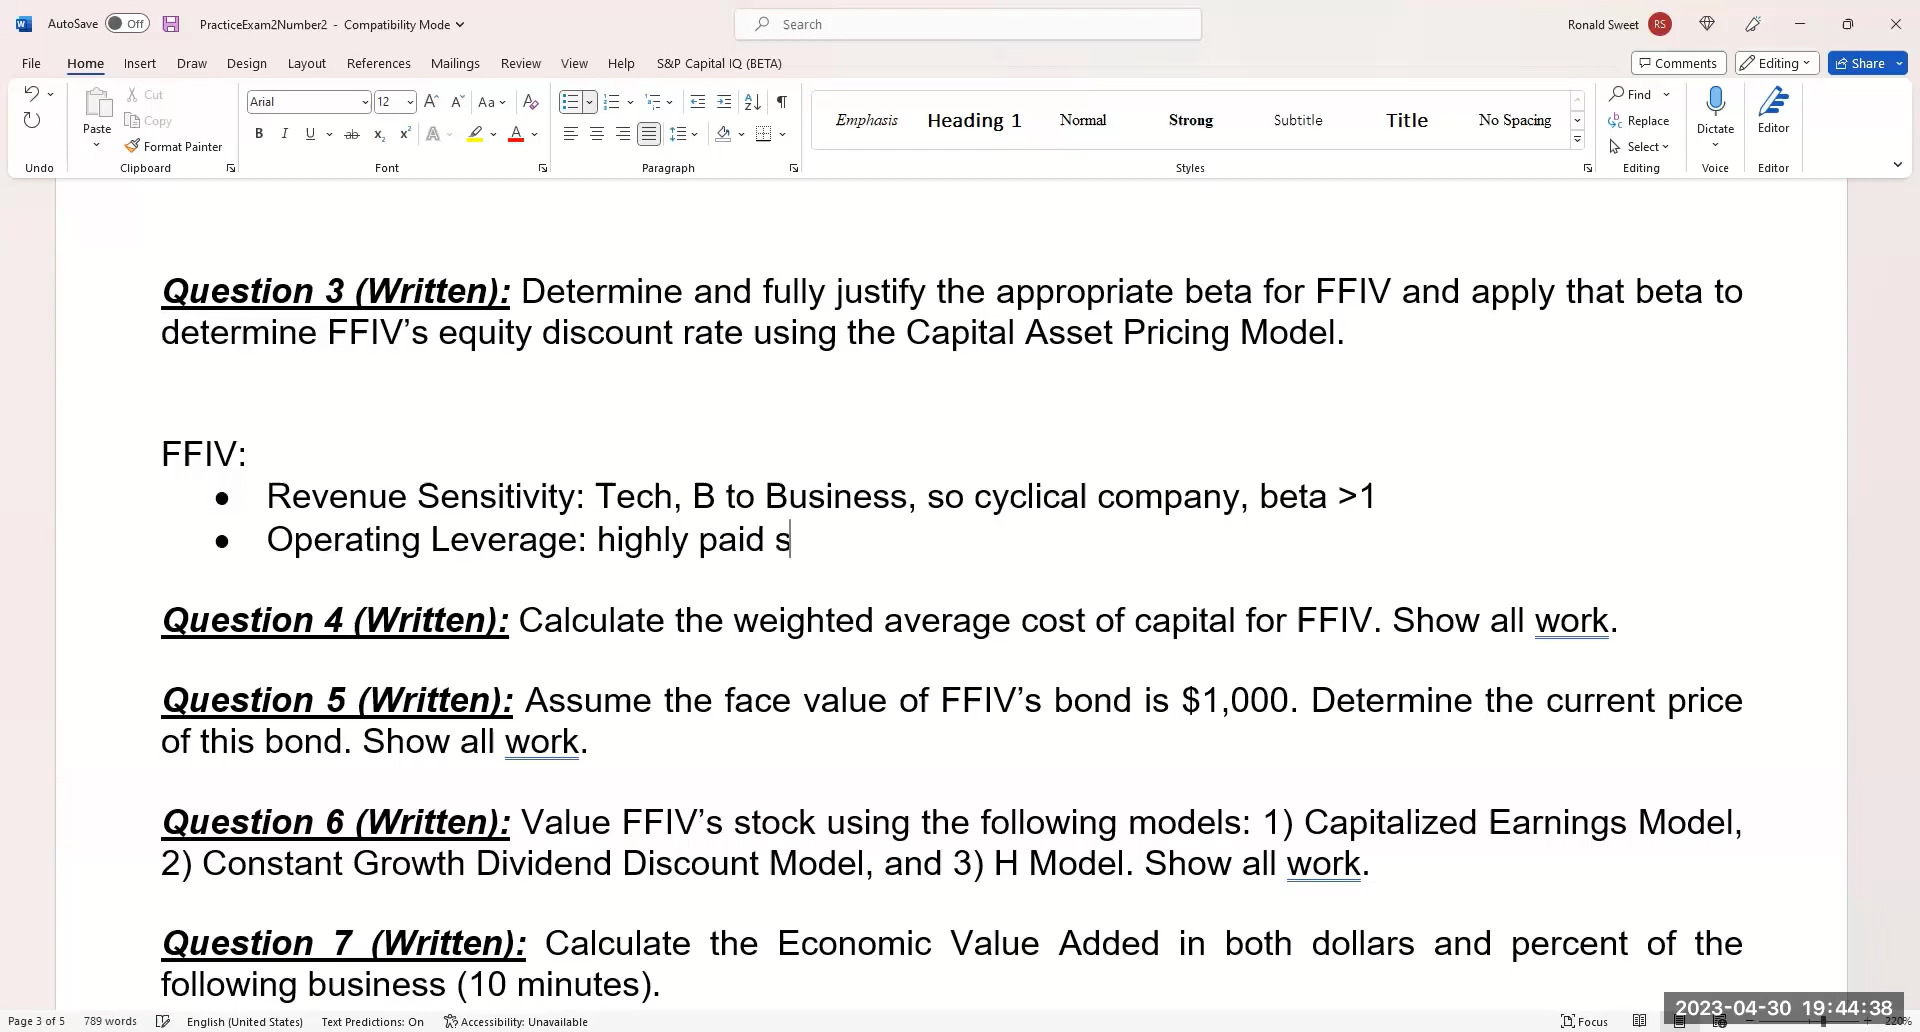 AutoSave Off PracticeExam2Number2 - Compatibility Mode Search Ronald Sweet RS
File Home Insert Draw Design Layout References Mailings Review View Help S&P Capital IQ (BETA) Comments Editing Share
Paste Cut Copy Format Painter Arial 12 Aa Emphasis Heading 1 Normal Strong Subtitle Title No Spacing Find Replace Select Dictate Editor
Undo Clipboard Font Paragraph Styles Editing Voice Editor
Question 3 (Written): Determine and fully justify the appropriate beta for FFIV and apply that beta to
determine FFIV’s equity discount rate using the Capital Asset Pricing Model.
FFIV:
• Revenue Sensitivity: Tech, B to Business, so cyclical company, beta >1
• Operating Leverage: highly paid s
Question 4 (Written): Calculate the weighted average cost of capital for FFIV. Show all work.
Question 5 (Written): Assume the face value of FFIV’s bond is $1,000. Determine the current price
of this bond. Show all work.
Question 6 (Written): Value FFIV’s stock using the following models: 1) Capitalized Earnings Model,
2) Constant Growth Dividend Discount Model, and 3) H Model. Show all work.
Question 7 (Written): Calculate the Economic Value Added in both dollars and percent of the
following business (10 minutes).
2023-04-30 19:44:38
Page 3 of 5 789 words English (United States) Text Predictions: On Accessibility: Unavailable Focus 220%